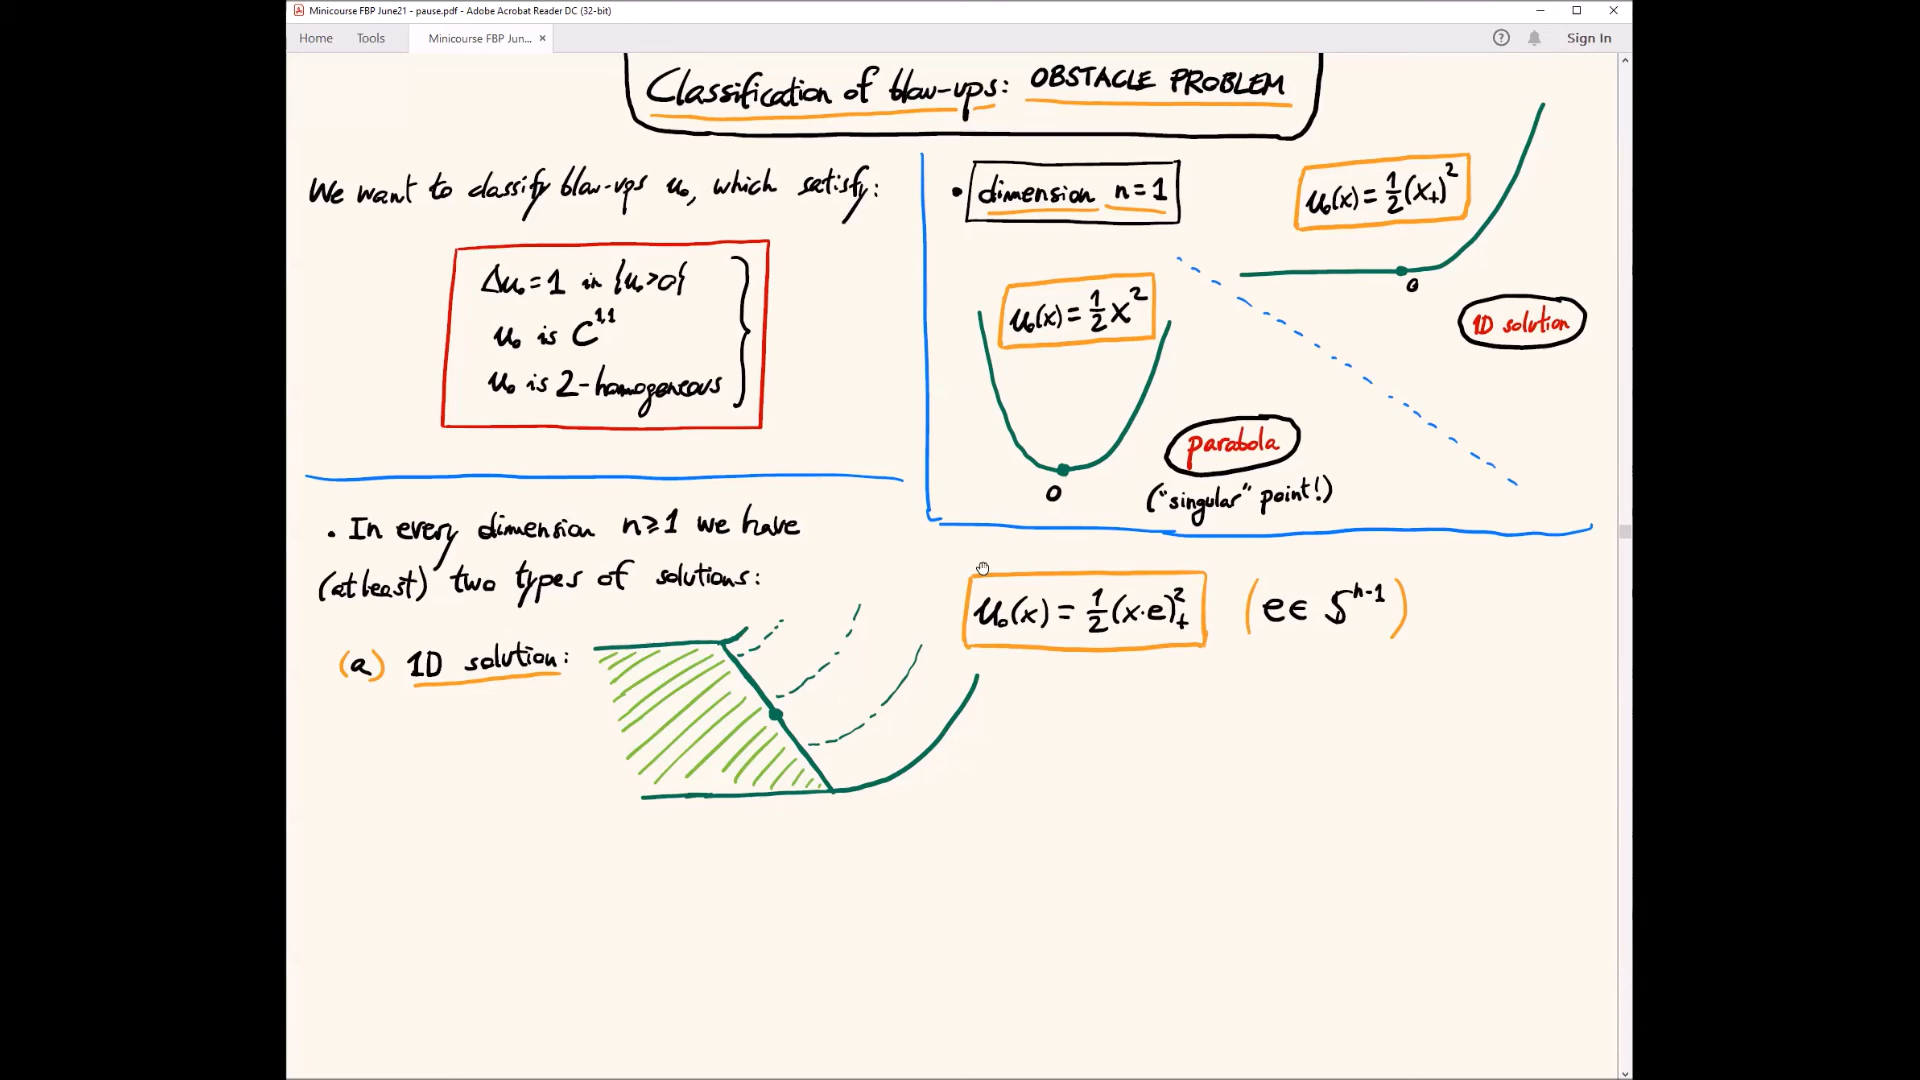 Minicourse FBP June21 - pause.pdf - Adobe Acrobat Reader DC (32-bit)
Home Tools Minicourse FBP Jun... × Sign In
Classification of blow-ups: OBSTACLE PROBLEM
We want to classify blow-ups u₀, which satisfy:
Δu₀ = 1 in {u₀>0}
u₀ is C^{1,1}
u₀ is 2-homogeneous
• dimension n=1
u₀(x) = ½(x₊)²
0
1D solution
u₀(x) = ½x²
0
parabola
("singular" point!)
• In every dimension n≥1 we have
(at least) two types of solutions:
(a) 1D solution:
u₀(x) = ½(x·e)₊² (e∈ S^{n-1})